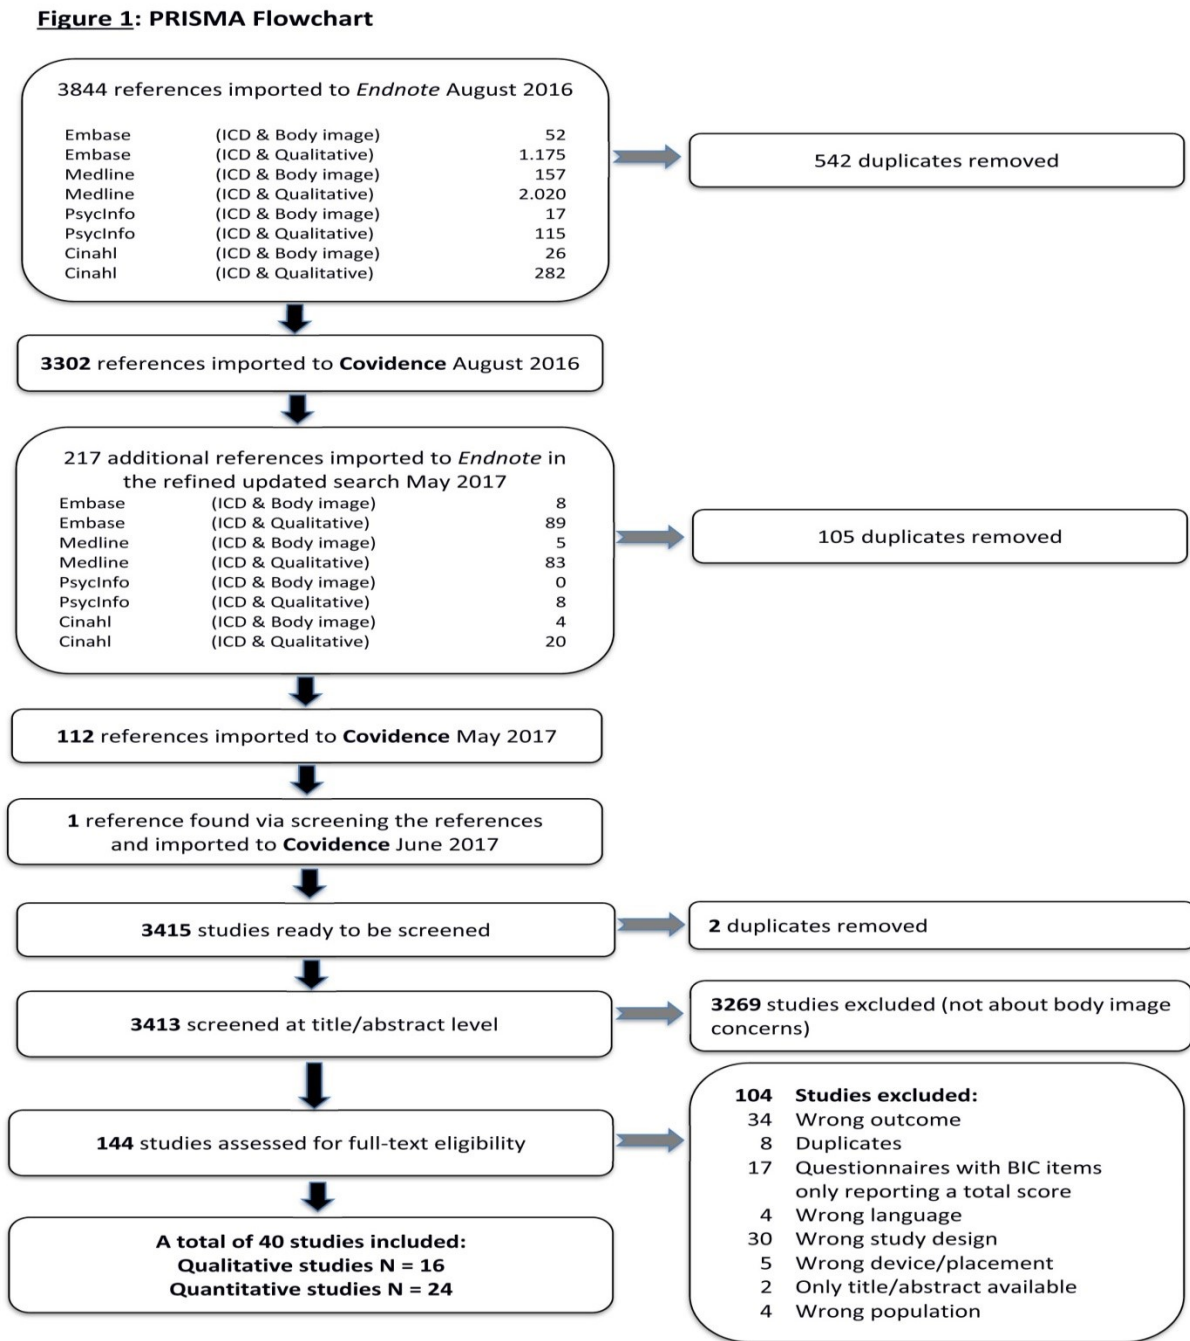 Figure 1: PRISMA Flowchart
3844 references imported to Endnote August 2016
Embase (ICD & Body image) 52
Embase (ICD & Qualitative) 1.175
Medline (ICD & Body image) 157
Medline (ICD & Qualitative) 2.020
PsycInfo (ICD & Body image) 17
PsycInfo (ICD & Qualitative) 115
Cinahl (ICD & Body image) 26
Cinahl (ICD & Qualitative) 282
542 duplicates removed
3302 references imported to Covidence August 2016
217 additional references imported to Endnote in
the refined updated search May 2017
Embase (ICD & Body image) 8
Embase (ICD & Qualitative) 89
Medline (ICD & Body image) 5
Medline (ICD & Qualitative) 83
PsycInfo (ICD & Body image) 0
PsycInfo (ICD & Qualitative) 8
Cinahl (ICD & Body image) 4
Cinahl (ICD & Qualitative) 20
105 duplicates removed
112 references imported to Covidence May 2017
1 reference found via screening the references
and imported to Covidence June 2017
3415 studies ready to be screened
2 duplicates removed
3413 screened at title/abstract level
3269 studies excluded (not about body image
concerns)
144 studies assessed for full-text eligibility
104 Studies excluded:
34 Wrong outcome
8 Duplicates
17 Questionnaires with BIC items
only reporting a total score
4 Wrong language
30 Wrong study design
5 Wrong device/placement
2 Only title/abstract available
4 Wrong population
A total of 40 studies included:
Qualitative studies N = 16
Quantitative studies N = 24